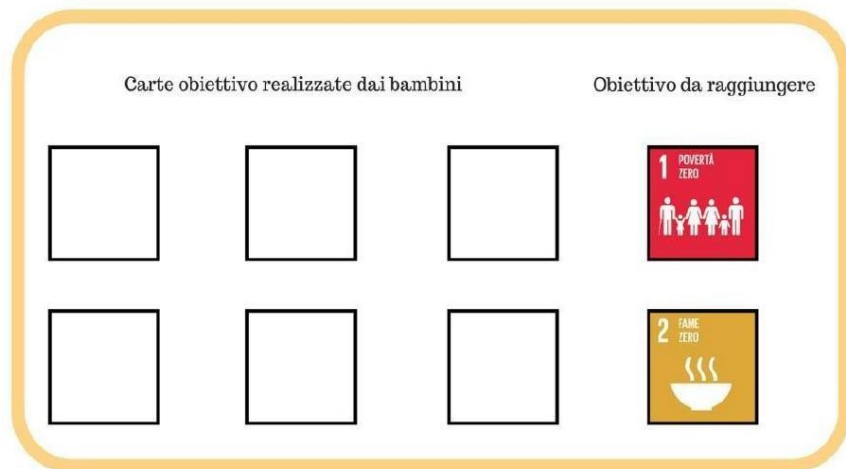 Carte obiettivo realizzate dai bambini
Obiettivo da raggiungere
1 POVERTÀ
ZERO
2 FAME
ZERO